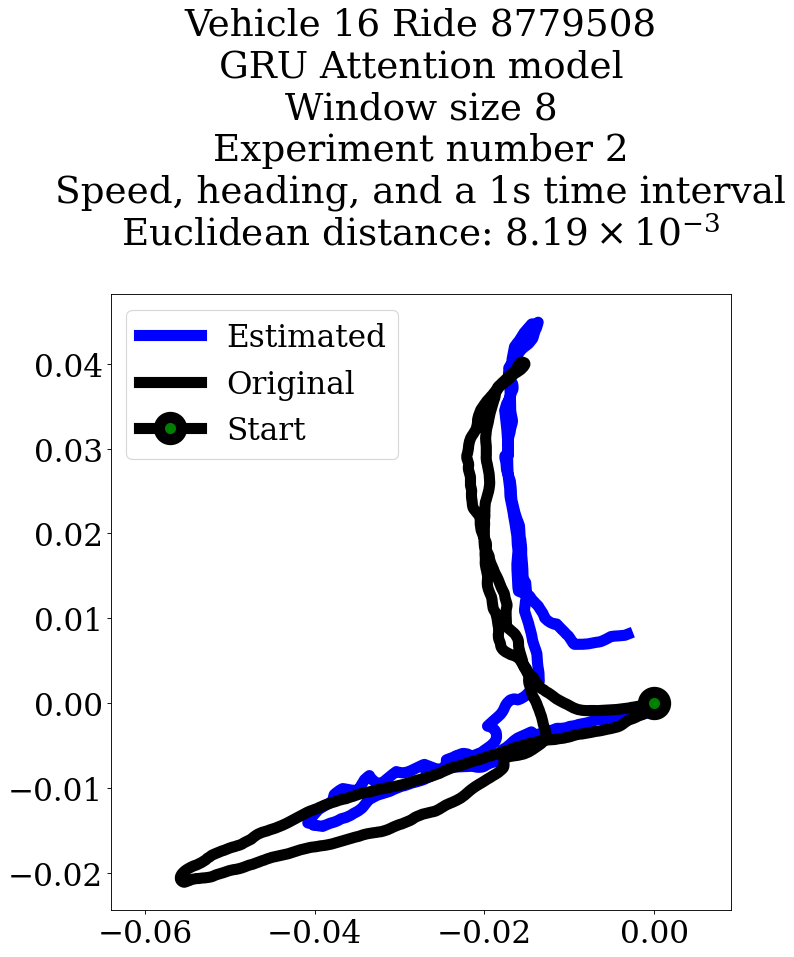 Vehicle 16 Ride 8779508
GRU Attention model
Window size 8
Experiment number 2
Speed, heading, and a 1s time interval
Euclidean distance: 8.19 × 10⁻³
Estimated
Original
Start
0.04
0.03
0.02
0.01
0.00
−0.01
−0.02
−0.06 −0.04 −0.02 0.00